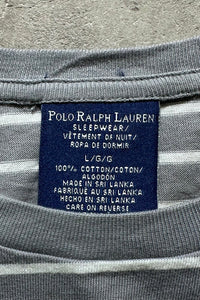 POLO RALPH LAUREN
SLEEPWEAR/
VÊTEMENT DE NUIT/
ROPA DE DORMIR
L/G/G
100% COTTON/COTON/
ALGODÓN
MADE IN SRI LANKA
FABRIQUÉ AU SRI LANKA
HECHO EN SRI LANKA
CARE ON REVERSE